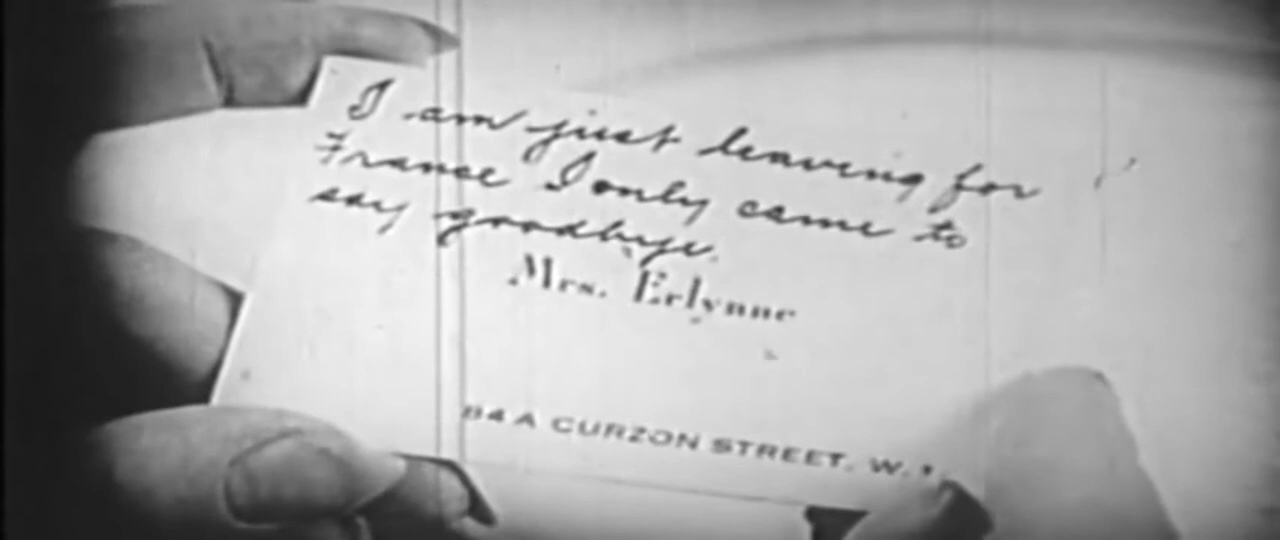 I am just leaving for
France I only came to
say goodbye.
Mrs. Erlynne
84 A CURZON STREET. W.1.